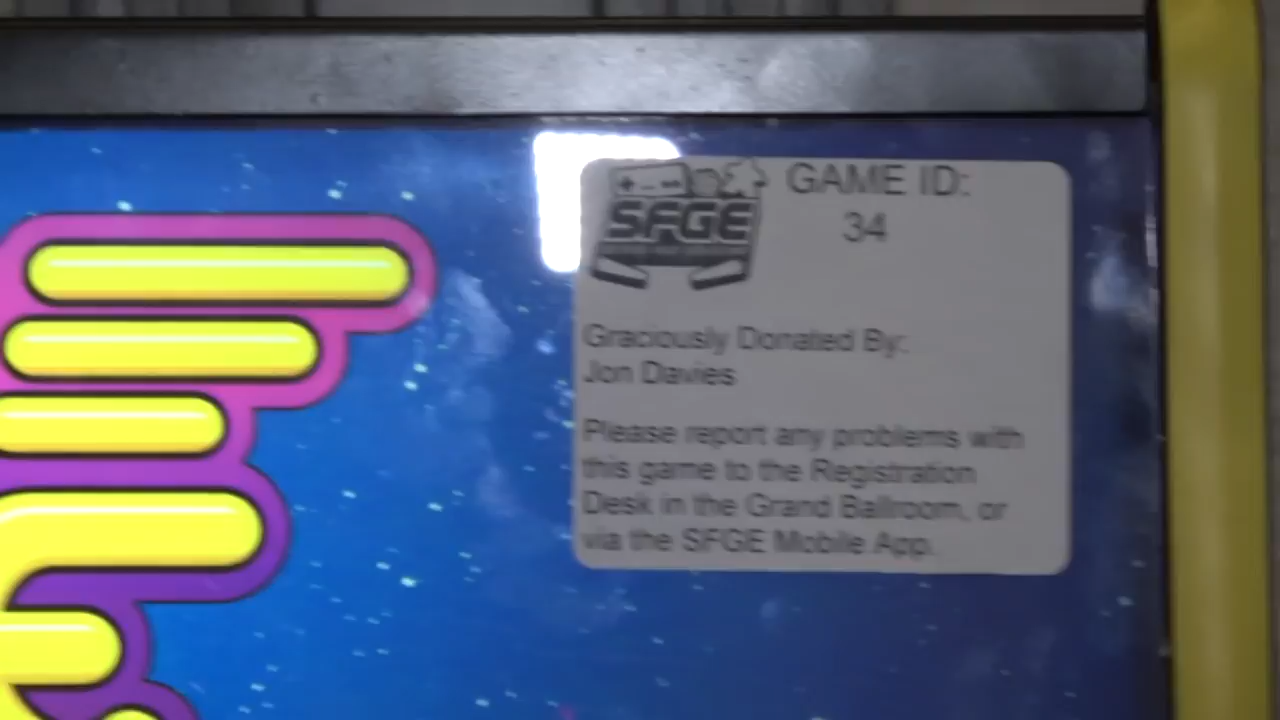 SFGE
GAME ID:
34
Graciously Donated By:
Jon Davies
Please report any problems with
this game to the Registration
Desk in the Grand Ballroom, or
via the SFGE Mobile App.